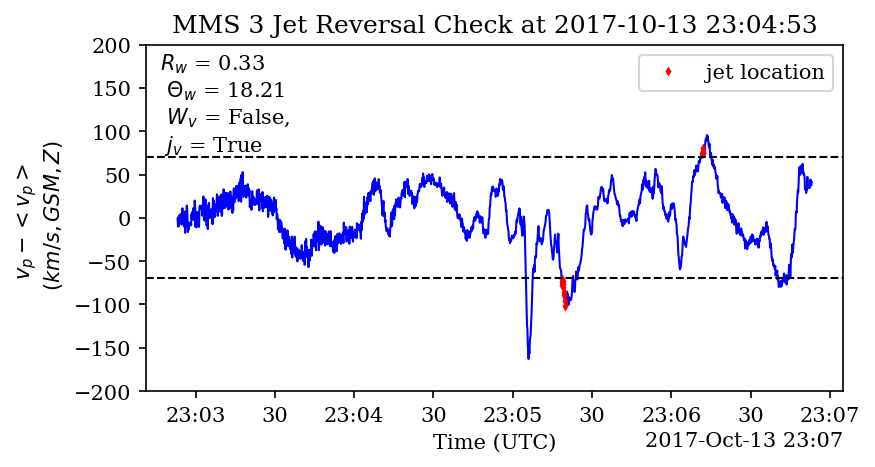 MMS 3 Jet Reversal Check at 2017-10-13 23:04:53
R_w = 0.33
Θ_w = 18.21
W_v = False,
j_v = True
jet location
200
150
100
50
0
−50
−100
−150
−200
v_p − < v_p >
(km/s, GSM, Z)
23:03 30 23:04 30 23:05 30 23:06 30 23:07
Time (UTC)
2017-Oct-13 23:07